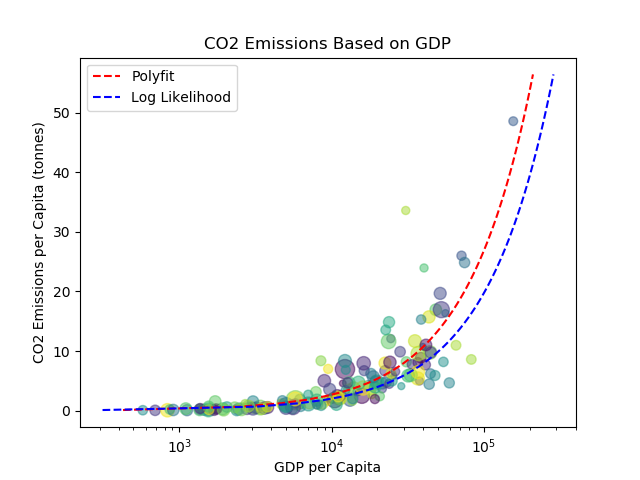 CO2 Emissions Based on GDP
Polyfit
Log Likelihood
CO2 Emissions per Capita (tonnes)
50
40
30
20
10
0
10³
10⁴
10⁵
GDP per Capita